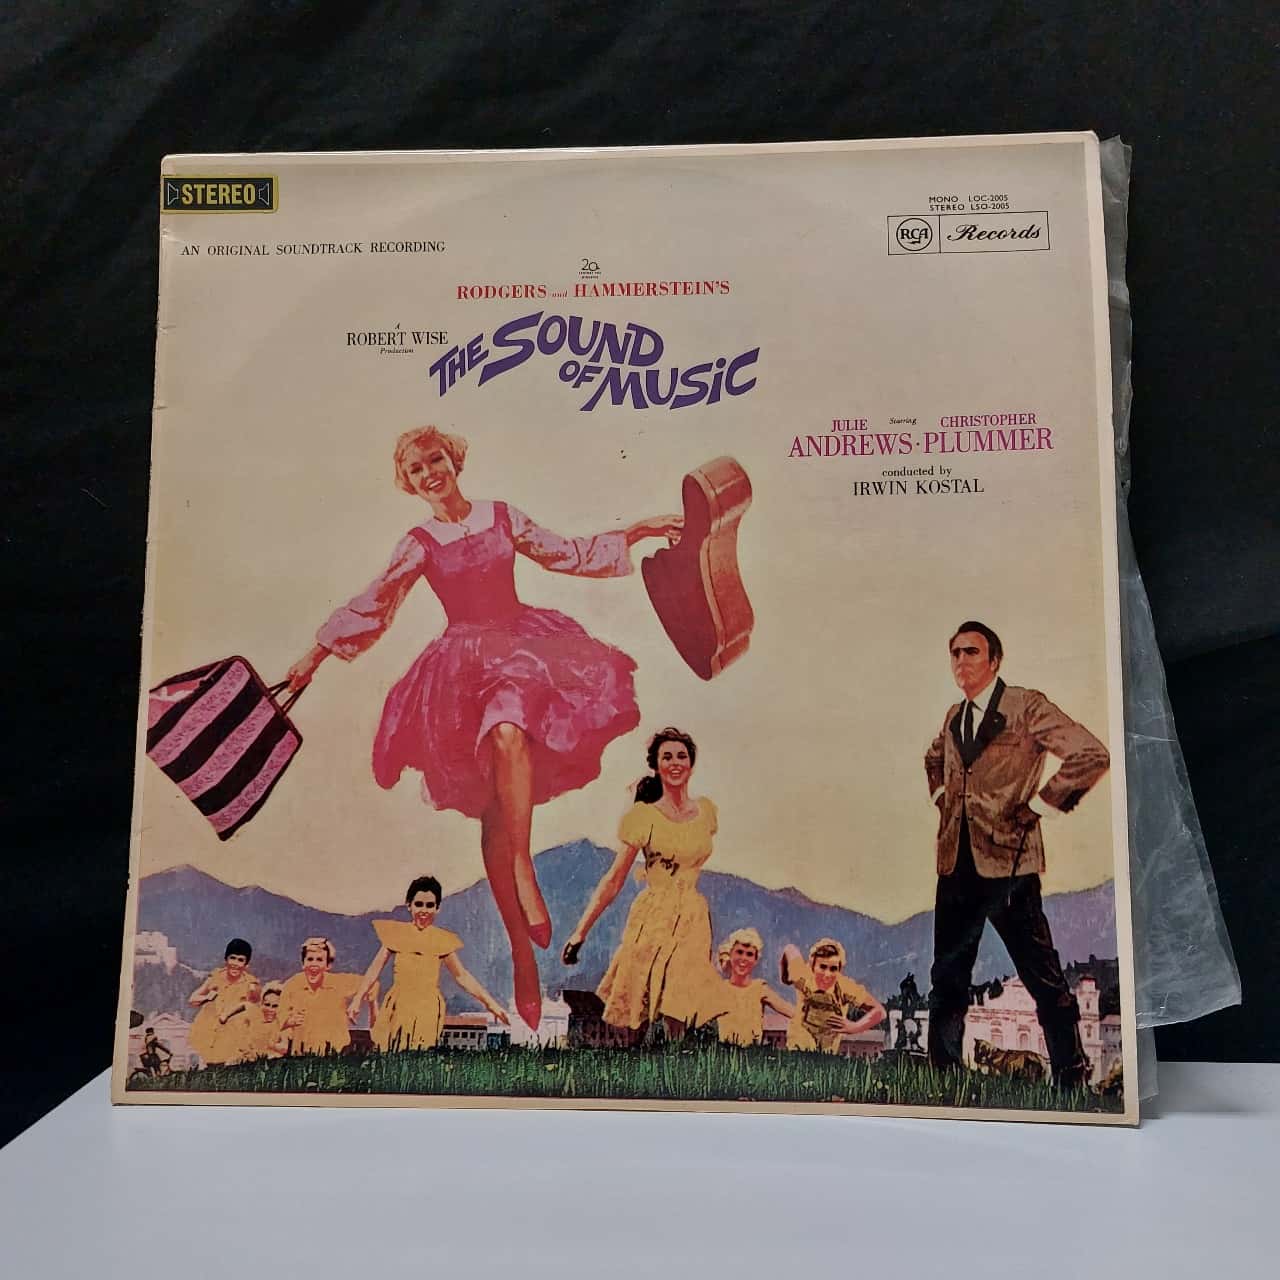 STEREO
MONO LOC-2005
STEREO LSO-2005
RCA Records
AN ORIGINAL SOUNDTRACK RECORDING
20
RODGERS and HAMMERSTEIN'S
A
ROBERT WISE
Production
THE SOUND
OF MUSIC
Starring
JULIE CHRISTOPHER
ANDREWS · PLUMMER
conducted by
IRWIN KOSTAL